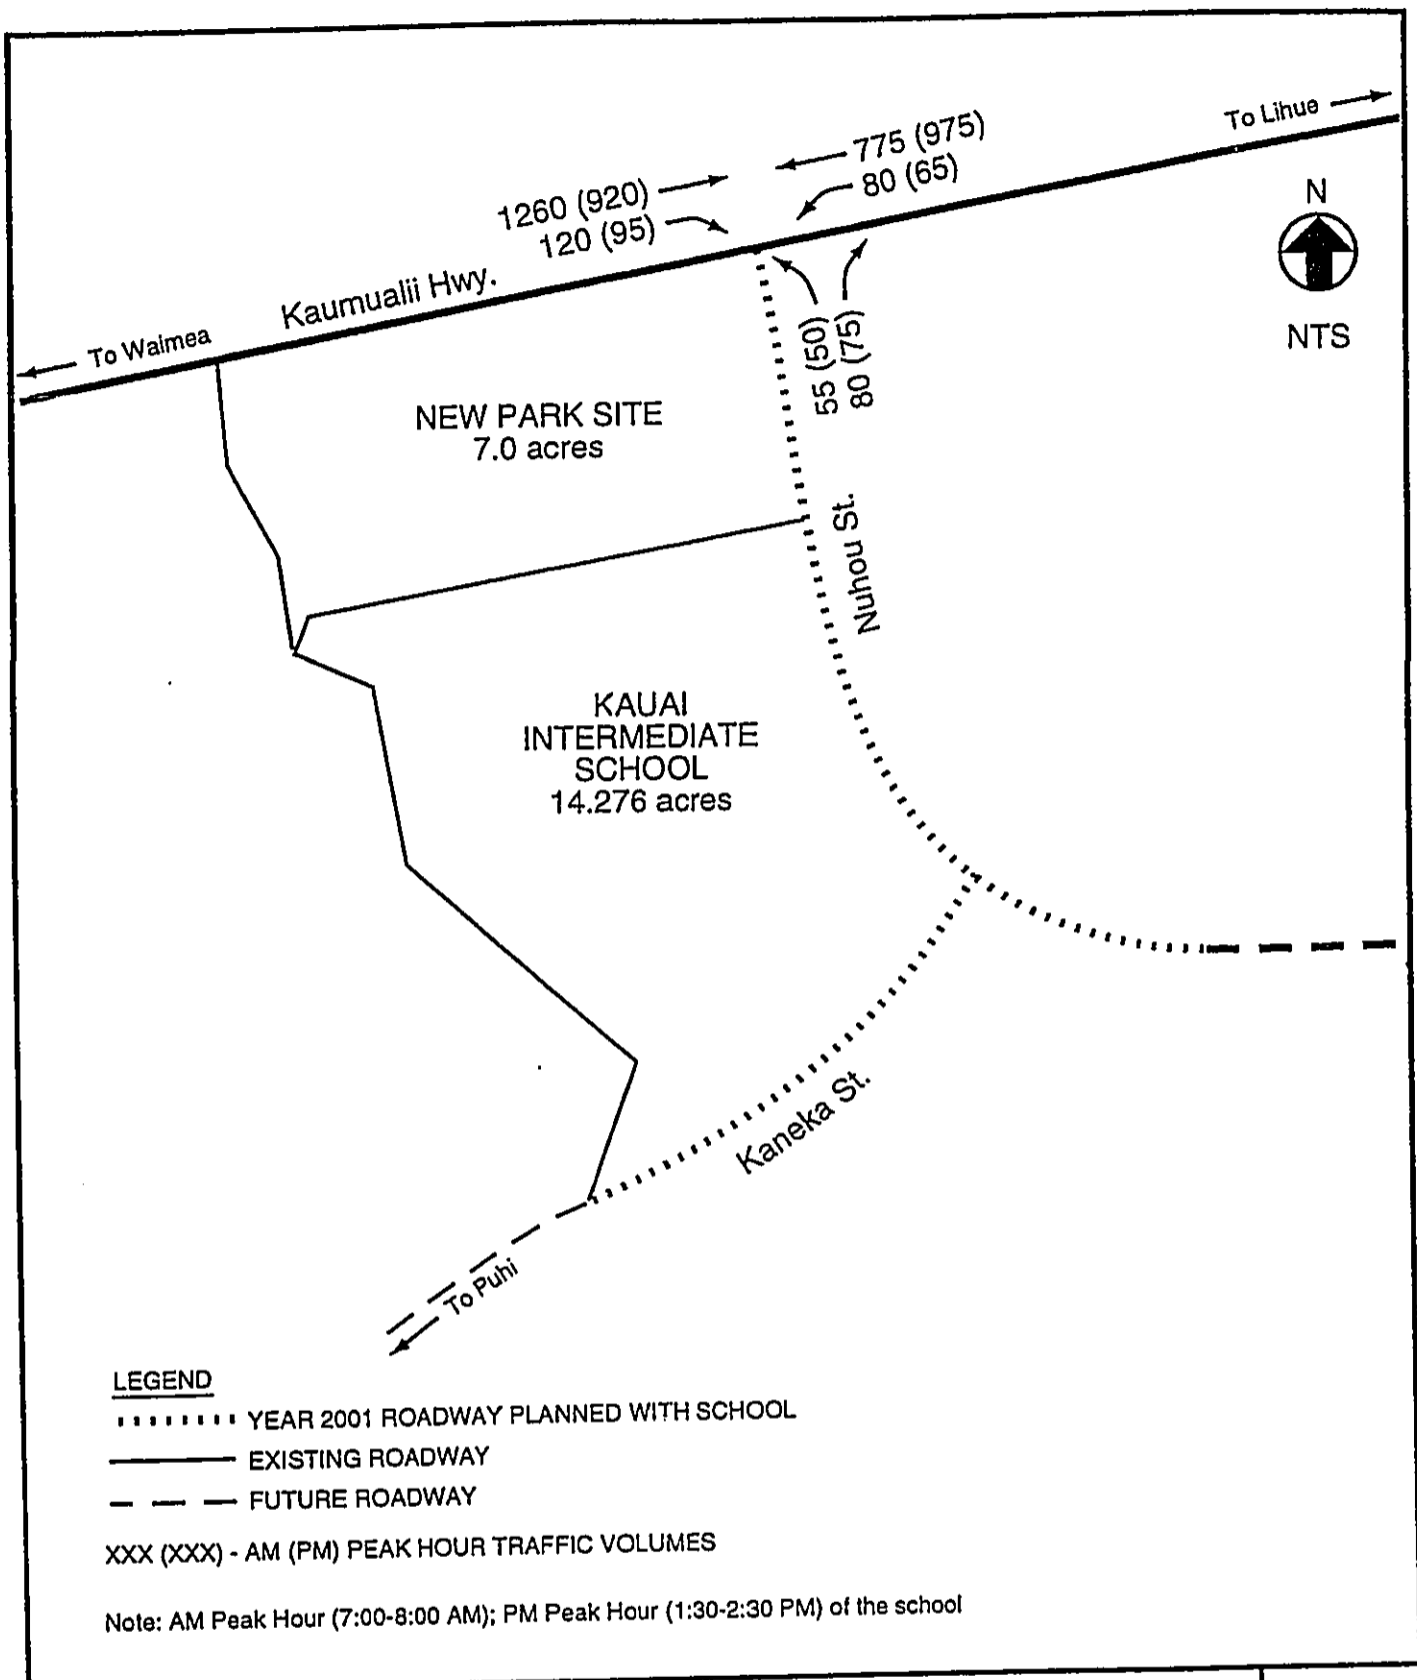 To Lihue
775 (975)
80 (65)
1260 (920)
120 (95)
N
NTS
Kaumualii Hwy.
To Waimea
55 (50)
80 (75)
NEW PARK SITE
7.0 acres
Nuhou St.
KAUAI
INTERMEDIATE
SCHOOL
14.276 acres
Kaneka St.
To Puhi
LEGEND
YEAR 2001 ROADWAY PLANNED WITH SCHOOL
EXISTING ROADWAY
FUTURE ROADWAY
XXX (XXX) - AM (PM) PEAK HOUR TRAFFIC VOLUMES
Note: AM Peak Hour (7:00-8:00 AM); PM Peak Hour (1:30-2:30 PM) of the school